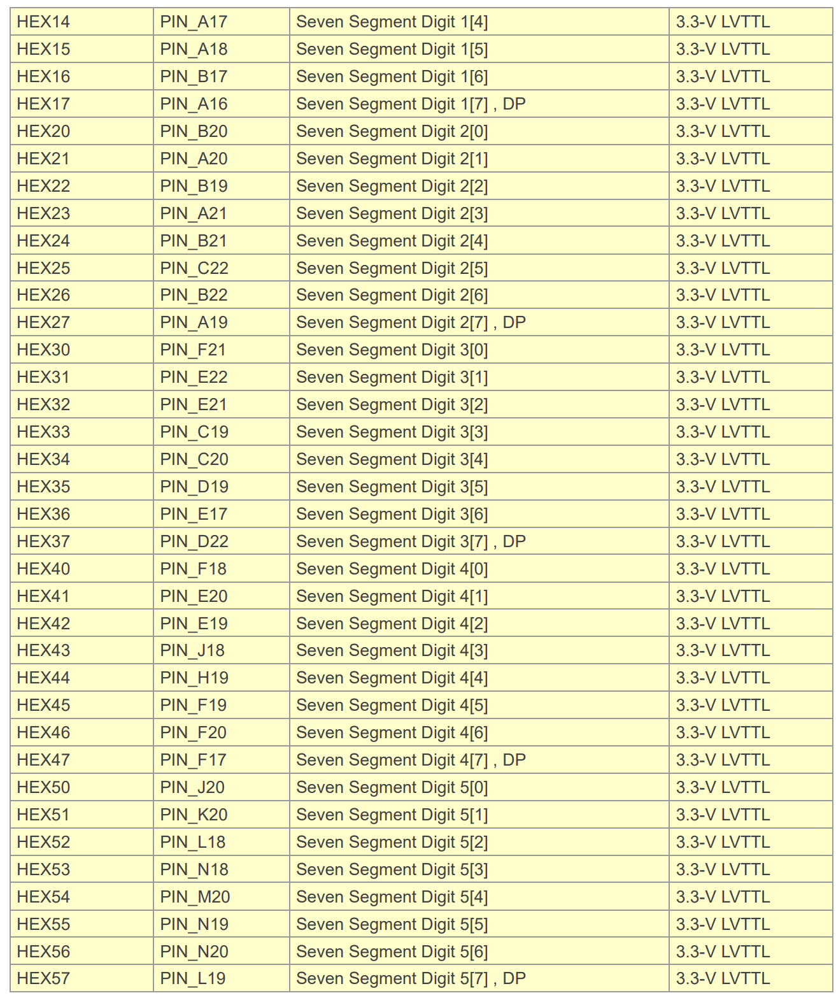 HEX14 PIN_A17 Seven Segment Digit 1[4] 3.3-V LVTTL
HEX15 PIN_A18 Seven Segment Digit 1[5] 3.3-V LVTTL
HEX16 PIN_B17 Seven Segment Digit 1[6] 3.3-V LVTTL
HEX17 PIN_A16 Seven Segment Digit 1[7] , DP 3.3-V LVTTL
HEX20 PIN_B20 Seven Segment Digit 2[0] 3.3-V LVTTL
HEX21 PIN_A20 Seven Segment Digit 2[1] 3.3-V LVTTL
HEX22 PIN_B19 Seven Segment Digit 2[2] 3.3-V LVTTL
HEX23 PIN_A21 Seven Segment Digit 2[3] 3.3-V LVTTL
HEX24 PIN_B21 Seven Segment Digit 2[4] 3.3-V LVTTL
HEX25 PIN_C22 Seven Segment Digit 2[5] 3.3-V LVTTL
HEX26 PIN_B22 Seven Segment Digit 2[6] 3.3-V LVTTL
HEX27 PIN_A19 Seven Segment Digit 2[7] , DP 3.3-V LVTTL
HEX30 PIN_F21 Seven Segment Digit 3[0] 3.3-V LVTTL
HEX31 PIN_E22 Seven Segment Digit 3[1] 3.3-V LVTTL
HEX32 PIN_E21 Seven Segment Digit 3[2] 3.3-V LVTTL
HEX33 PIN_C19 Seven Segment Digit 3[3] 3.3-V LVTTL
HEX34 PIN_C20 Seven Segment Digit 3[4] 3.3-V LVTTL
HEX35 PIN_D19 Seven Segment Digit 3[5] 3.3-V LVTTL
HEX36 PIN_E17 Seven Segment Digit 3[6] 3.3-V LVTTL
HEX37 PIN_D22 Seven Segment Digit 3[7] , DP 3.3-V LVTTL
HEX40 PIN_F18 Seven Segment Digit 4[0] 3.3-V LVTTL
HEX41 PIN_E20 Seven Segment Digit 4[1] 3.3-V LVTTL
HEX42 PIN_E19 Seven Segment Digit 4[2] 3.3-V LVTTL
HEX43 PIN_J18 Seven Segment Digit 4[3] 3.3-V LVTTL
HEX44 PIN_H19 Seven Segment Digit 4[4] 3.3-V LVTTL
HEX45 PIN_F19 Seven Segment Digit 4[5] 3.3-V LVTTL
HEX46 PIN_F20 Seven Segment Digit 4[6] 3.3-V LVTTL
HEX47 PIN_F17 Seven Segment Digit 4[7] , DP 3.3-V LVTTL
HEX50 PIN_J20 Seven Segment Digit 5[0] 3.3-V LVTTL
HEX51 PIN_K20 Seven Segment Digit 5[1] 3.3-V LVTTL
HEX52 PIN_L18 Seven Segment Digit 5[2] 3.3-V LVTTL
HEX53 PIN_N18 Seven Segment Digit 5[3] 3.3-V LVTTL
HEX54 PIN_M20 Seven Segment Digit 5[4] 3.3-V LVTTL
HEX55 PIN_N19 Seven Segment Digit 5[5] 3.3-V LVTTL
HEX56 PIN_N20 Seven Segment Digit 5[6] 3.3-V LVTTL
HEX57 PIN_L19 Seven Segment Digit 5[7] , DP 3.3-V LVTTL